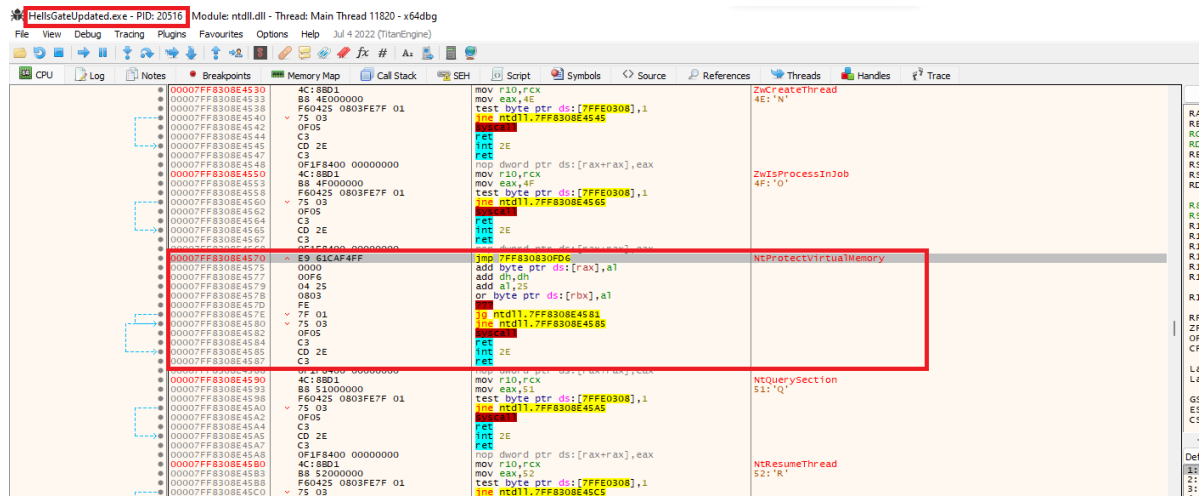 HellsGateUpdated.exe - PID: 20516 Module: ntdll.dll - Thread: Main Thread 11820 - x64dbg
File View Debug Tracing Plugins Favourites Options Help Jul 4 2022 (TitanEngine)
CPU Log Notes Breakpoints Memory Map Call Stack SEH Script Symbols Source References Threads Handles Trace
00007FF8308E4530 4C:8BD1 mov r10,rcx ZwCreateThread
00007FF8308E4533 B8 4E000000 mov eax,4E 4E:'N'
00007FF8308E4538 F60425 0803FE7F 01 test byte ptr ds:[7FFE0308],1
00007FF8308E4540 75 03 jne ntdll.7FF8308E4545
00007FF8308E4542 0F05 syscall
00007FF8308E4544 C3 ret
00007FF8308E4545 CD 2E int 2E
00007FF8308E4547 C3 ret
00007FF8308E4548 0F1F8400 00000000 nop dword ptr ds:[rax+rax],eax
00007FF8308E4550 4C:8BD1 mov r10,rcx ZwIsProcessInJob
00007FF8308E4553 B8 4F000000 mov eax,4F 4F:'O'
00007FF8308E4558 F60425 0803FE7F 01 test byte ptr ds:[7FFE0308],1
00007FF8308E4560 75 03 jne ntdll.7FF8308E4565
00007FF8308E4562 0F05 syscall
00007FF8308E4564 C3 ret
00007FF8308E4565 CD 2E int 2E
00007FF8308E4567 C3 ret
00007FF8308E4570 E9 61CAF4FF jmp 7FF830830FD6 NtProtectVirtualMemory
00007FF8308E4575 0000 add byte ptr ds:[rax],al
00007FF8308E4577 00F6 add dh,dh
00007FF8308E4579 04 25 add al,25
00007FF8308E457B 0803 or byte ptr ds:[rbx],al
00007FF8308E457D FE ???
00007FF8308E457E 7F 01 jg ntdll.7FF8308E4581
00007FF8308E4580 75 03 jne ntdll.7FF8308E4585
00007FF8308E4582 0F05 syscall
00007FF8308E4584 C3 ret
00007FF8308E4585 CD 2E int 2E
00007FF8308E4587 C3 ret
00007FF8308E4590 4C:8BD1 mov r10,rcx NtQuerySection
00007FF8308E4593 B8 51000000 mov eax,51 51:'Q'
00007FF8308E4598 F60425 0803FE7F 01 test byte ptr ds:[7FFE0308],1
00007FF8308E45A0 75 03 jne ntdll.7FF8308E45A5
00007FF8308E45A2 0F05 syscall
00007FF8308E45A4 C3 ret
00007FF8308E45A5 CD 2E int 2E
00007FF8308E45A7 C3 ret
00007FF8308E45A8 0F1F8400 00000000 nop dword ptr ds:[rax+rax],eax
00007FF8308E45B0 4C:8BD1 mov r10,rcx NtResumeThread
00007FF8308E45B3 B8 52000000 mov eax,52 52:'R'
00007FF8308E45B8 F60425 0803FE7F 01 test byte ptr ds:[7FFE0308],1
00007FF8308E45C0 75 03 jne ntdll.7FF8308E45C5